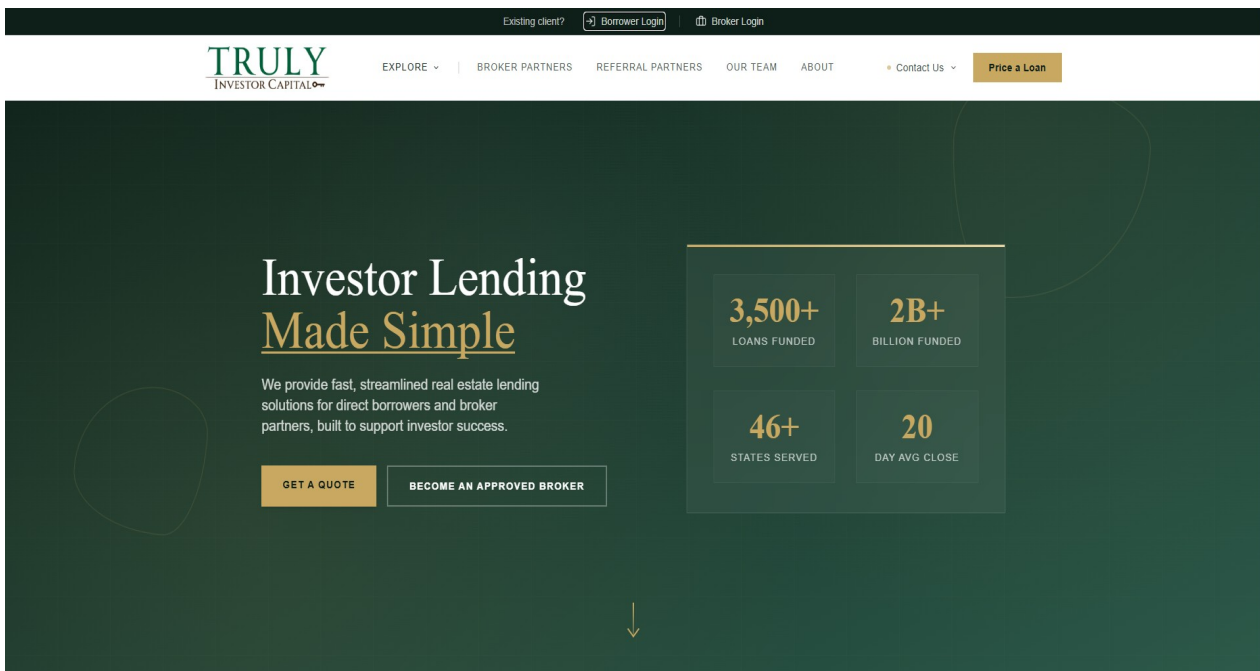 Existing client?
Borrower Login
Broker Login
TRULY
INVESTOR CAPITAL
EXPLORE
BROKER PARTNERS
REFERRAL PARTNERS
OUR TEAM
ABOUT
Contact Us
Price a Loan
Investor Lending
Made Simple
We provide fast, streamlined real estate lending
solutions for direct borrowers and broker
partners, built to support investor success.
GET A QUOTE
BECOME AN APPROVED BROKER
3,500+
LOANS FUNDED
2B+
BILLION FUNDED
46+
STATES SERVED
20
DAY AVG CLOSE